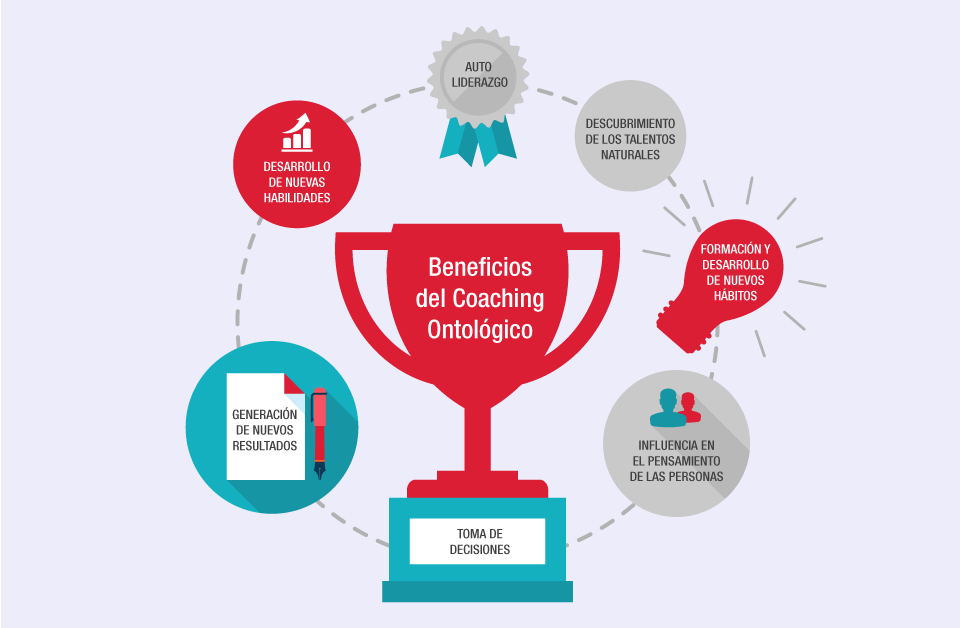 AUTO
LIDERAZGO
DESCUBRIMIENTO
DE LOS TALENTOS
NATURALES
DESARROLLO
DE NUEVAS
HABILIDADES
FORMACIÓN Y
DESARROLLO
DE NUEVOS
HÁBITOS
Beneficios
del Coaching
Ontológico
GENERACIÓN
DE NUEVOS
RESULTADOS
INFLUENCIA EN
EL PENSAMIENTO
DE LAS PERSONAS
TOMA DE
DECISIONES